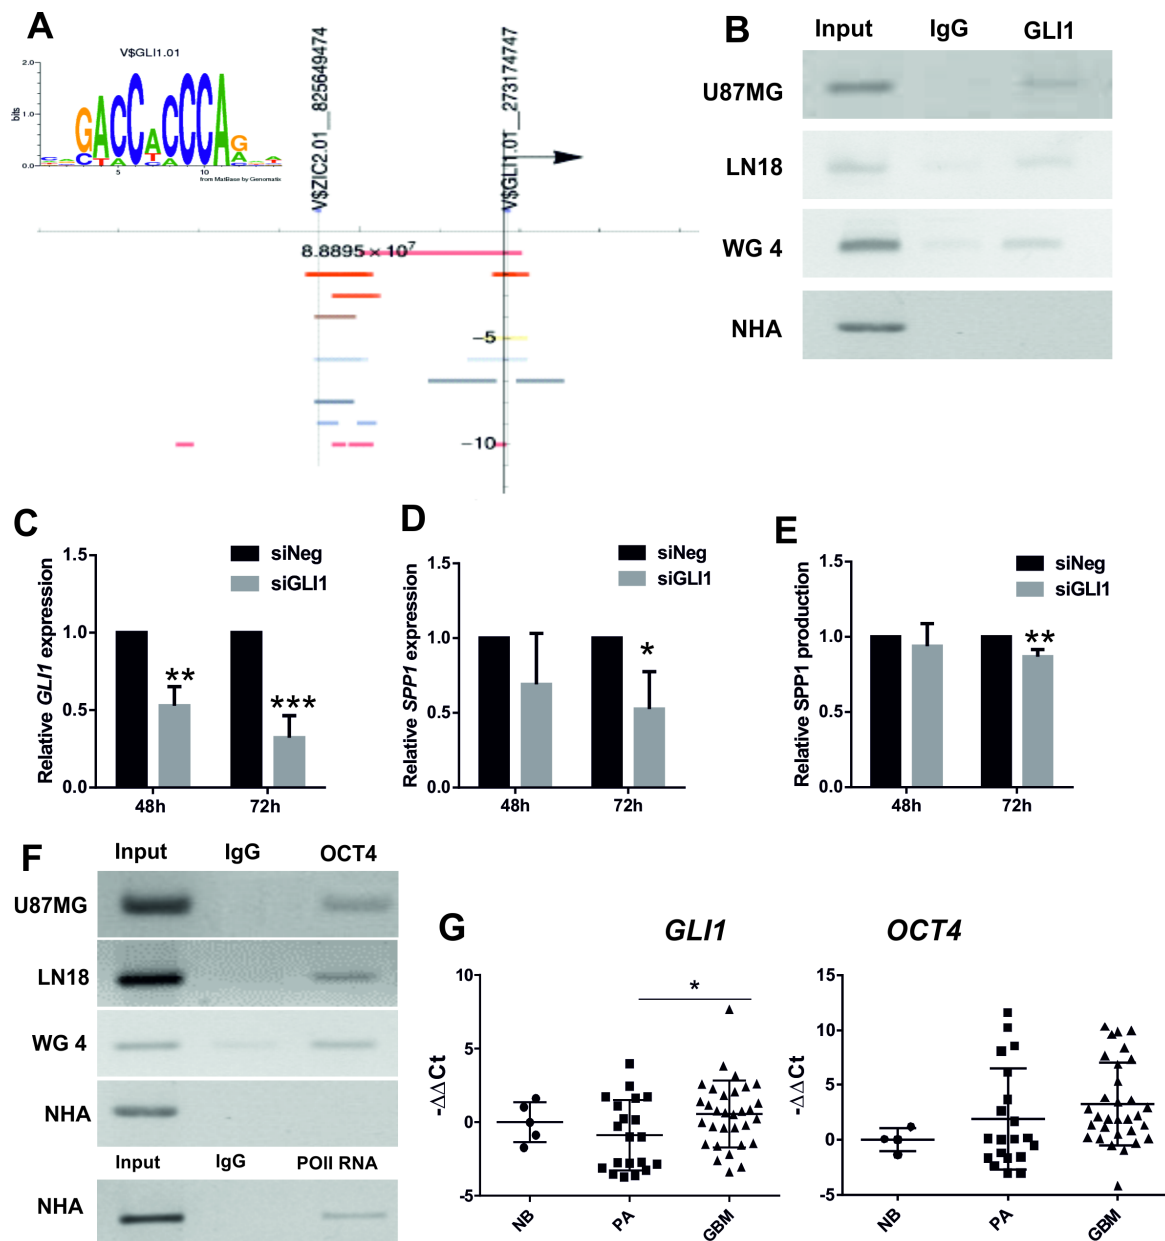 A
V$GLI1.01
2.0
1.0
0.0
bits
GACCACCCAG
5
10
from MatBase by Genomatix
V$ZIC2.01__825649474
V$GLI1.01__273174747
8.8895 × 10⁷
−5
−10
B
Input IgG GLI1
U87MG
LN18
WG 4
NHA
C
siNeg
siGLI1
Relative GLI1 expression
1.5
1.0
0.5
0.0
**
***
48h 72h
D
siNeg
siGLI1
Relative SPP1 expression
1.5
1.0
0.5
0.0
*
48h 72h
E
siNeg
siGLI1
Relative SPP1 production
1.5
1.0
0.5
0.0
**
48h 72h
F
Input IgG OCT4
U87MG
LN18
WG 4
NHA
Input IgG POII RNA
NHA
G
GLI1
-ΔΔCt
10
5
0
-5
*
NB PA GBM
OCT4
-ΔΔCt
15
10
5
0
-5
NB PA GBM